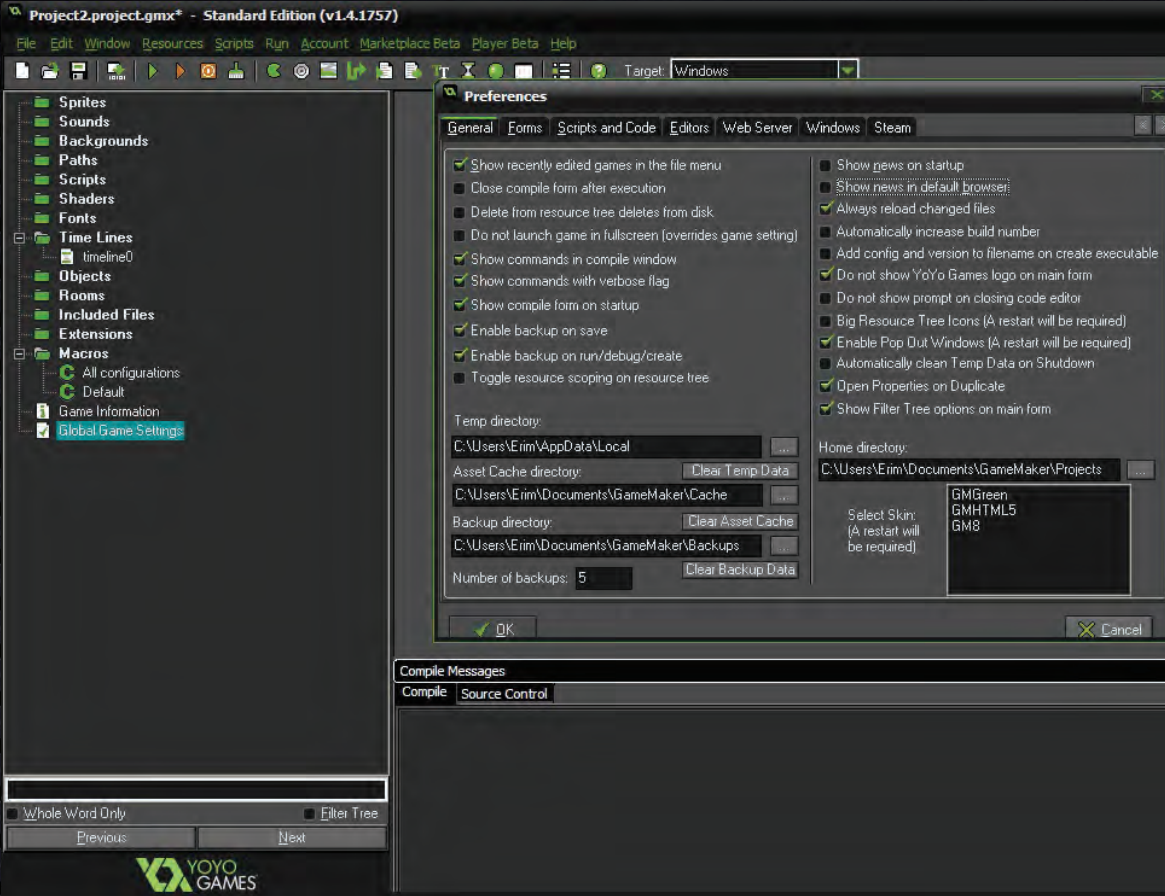 Project2.project.gmx* - Standard Edition (v1.4.1757)
File Edit Window Resources Scripts Run Account Marketplace Beta Player Beta Help
Target: Windows
Sprites
Sounds
Backgrounds
Paths
Scripts
Shaders
Fonts
Time Lines
timeline0
Objects
Rooms
Included Files
Extensions
Macros
All configurations
Default
Game Information
Global Game Settings
Whole Word Only
Filter Tree
Previous
Next
YOYO
GAMES
Preferences
General Forms Scripts and Code Editors Web Server Windows Steam
Show recently edited games in the file menu
Close compile form after execution
Delete from resource tree deletes from disk
Do not launch game in fullscreen (overrides game setting)
Show commands in compile window
Show commands with verbose flag
Show compile form on startup
Enable backup on save
Enable backup on run/debug/create
Toggle resource scoping on resource tree
Temp directory:
C:\Users\Erim\AppData\Local ...
Asset Cache directory: Clear Temp Data
C:\Users\Erim\Documents\GameMaker\Cache ...
Backup directory: Clear Asset Cache
C:\Users\Erim\Documents\GameMaker\Backups ...
Number of backups: 5 Clear Backup Data
Show news on startup
Show news in default browser
Always reload changed files
Automatically increase build number
Add config and version to filename on create executable
Do not show YoYo Games logo on main form
Do not show prompt on closing code editor
Big Resource Tree Icons (A restart will be required)
Enable Pop Out Windows (A restart will be required)
Automatically clean Temp Data on Shutdown
Open Properties on Duplicate
Show Filter Tree options on main form
Home directory:
C:\Users\Erim\Documents\GameMaker\Projects ...
Select Skin:
(A restart will
be required)
GMGreen
GMHTML5
GM8
OK
Cancel
Compile Messages
Compile Source Control